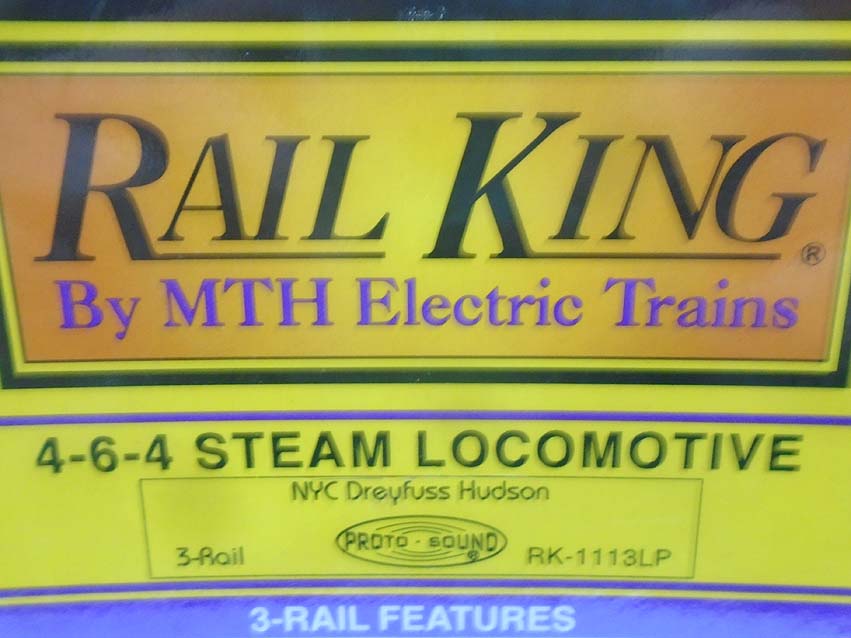 RAIL KING®
By MTH Electric Trains
4-6-4 STEAM LOCOMOTIVE
NYC Dreyfuss Hudson
3-Rail PROTO-SOUND® RK-1113LP
3-RAIL FEATURES